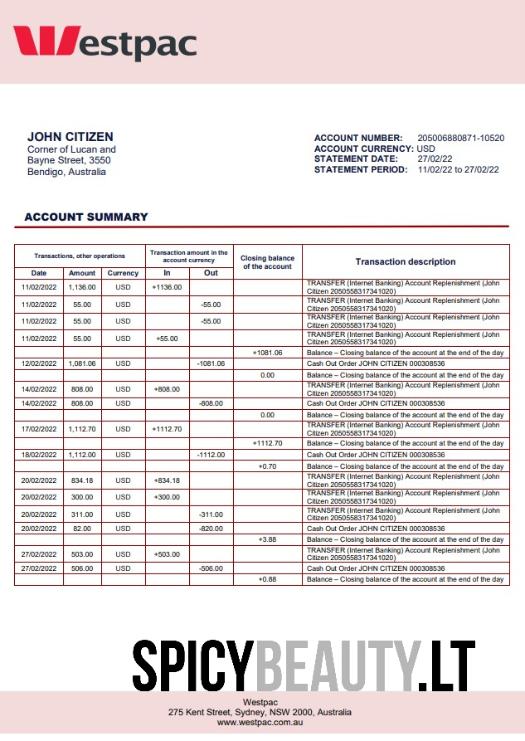 Westpac
JOHN CITIZEN
Corner of Lucan and
Bayne Street, 3550
Bendigo, Australia
ACCOUNT NUMBER: 205006880871-10520
ACCOUNT CURRENCY: USD
STATEMENT DATE: 27/02/22
STATEMENT PERIOD: 11/02/22 to 27/02/22
ACCOUNT SUMMARY
Transactions, other operations
Transaction amount in the
account currency
Closing balance
of the account
Transaction description
Date Amount Currency In Out
11/02/2022 1,136.00 USD +1136.00 TRANSFER (Internet Banking) Account Replenishment (John
Citizen 2050558317341020)
11/02/2022 55.00 USD -55.00 TRANSFER (Internet Banking) Account Replenishment (John
Citizen 2050558317341020)
11/02/2022 55.00 USD -55.00 TRANSFER (Internet Banking) Account Replenishment (John
Citizen 2050558317341020)
11/02/2022 55.00 USD +55.00 TRANSFER (Internet Banking) Account Replenishment (John
Citizen 2050558317341020)
+1081.06 Balance – Closing balance of the account at the end of the day
12/02/2022 1,081.06 USD -1081.06 Cash Out Order JOHN CITIZEN 000308536
0.00 Balance – Closing balance of the account at the end of the day
14/02/2022 808.00 USD +808.00 TRANSFER (Internet Banking) Account Replenishment (John
Citizen 2050558317341020)
14/02/2022 808.00 USD -808.00 Cash Out Order JOHN CITIZEN 000308536
0.00 Balance – Closing balance of the account at the end of the day
17/02/2022 1,112.70 USD +1112.70 TRANSFER (Internet Banking) Account Replenishment (John
Citizen 2050558317341020)
+1112.70 Balance – Closing balance of the account at the end of the day
18/02/2022 1,112.00 USD -1112.00 Cash Out Order JOHN CITIZEN 000308536
+0.70 Balance – Closing balance of the account at the end of the day
20/02/2022 834.18 USD +834.18 TRANSFER (Internet Banking) Account Replenishment (John
Citizen 2050558317341020)
20/02/2022 300.00 USD +300.00 TRANSFER (Internet Banking) Account Replenishment (John
Citizen 2050558317341020)
20/02/2022 311.00 USD -311.00 TRANSFER (Internet Banking) Account Replenishment (John
Citizen 2050558317341020)
20/02/2022 82.00 USD -820.00 Cash Out Order JOHN CITIZEN 000308536
+3.88 Balance – Closing balance of the account at the end of the day
27/02/2022 503.00 USD +503.00 TRANSFER (Internet Banking) Account Replenishment (John
Citizen 2050558317341020)
27/02/2022 506.00 USD -506.00 Cash Out Order JOHN CITIZEN 000308536
+0.88 Balance – Closing balance of the account at the end of the day
SPICYBEAUTY.LT
Westpac
275 Kent Street, Sydney, NSW 2000, Australia
www.westpac.com.au